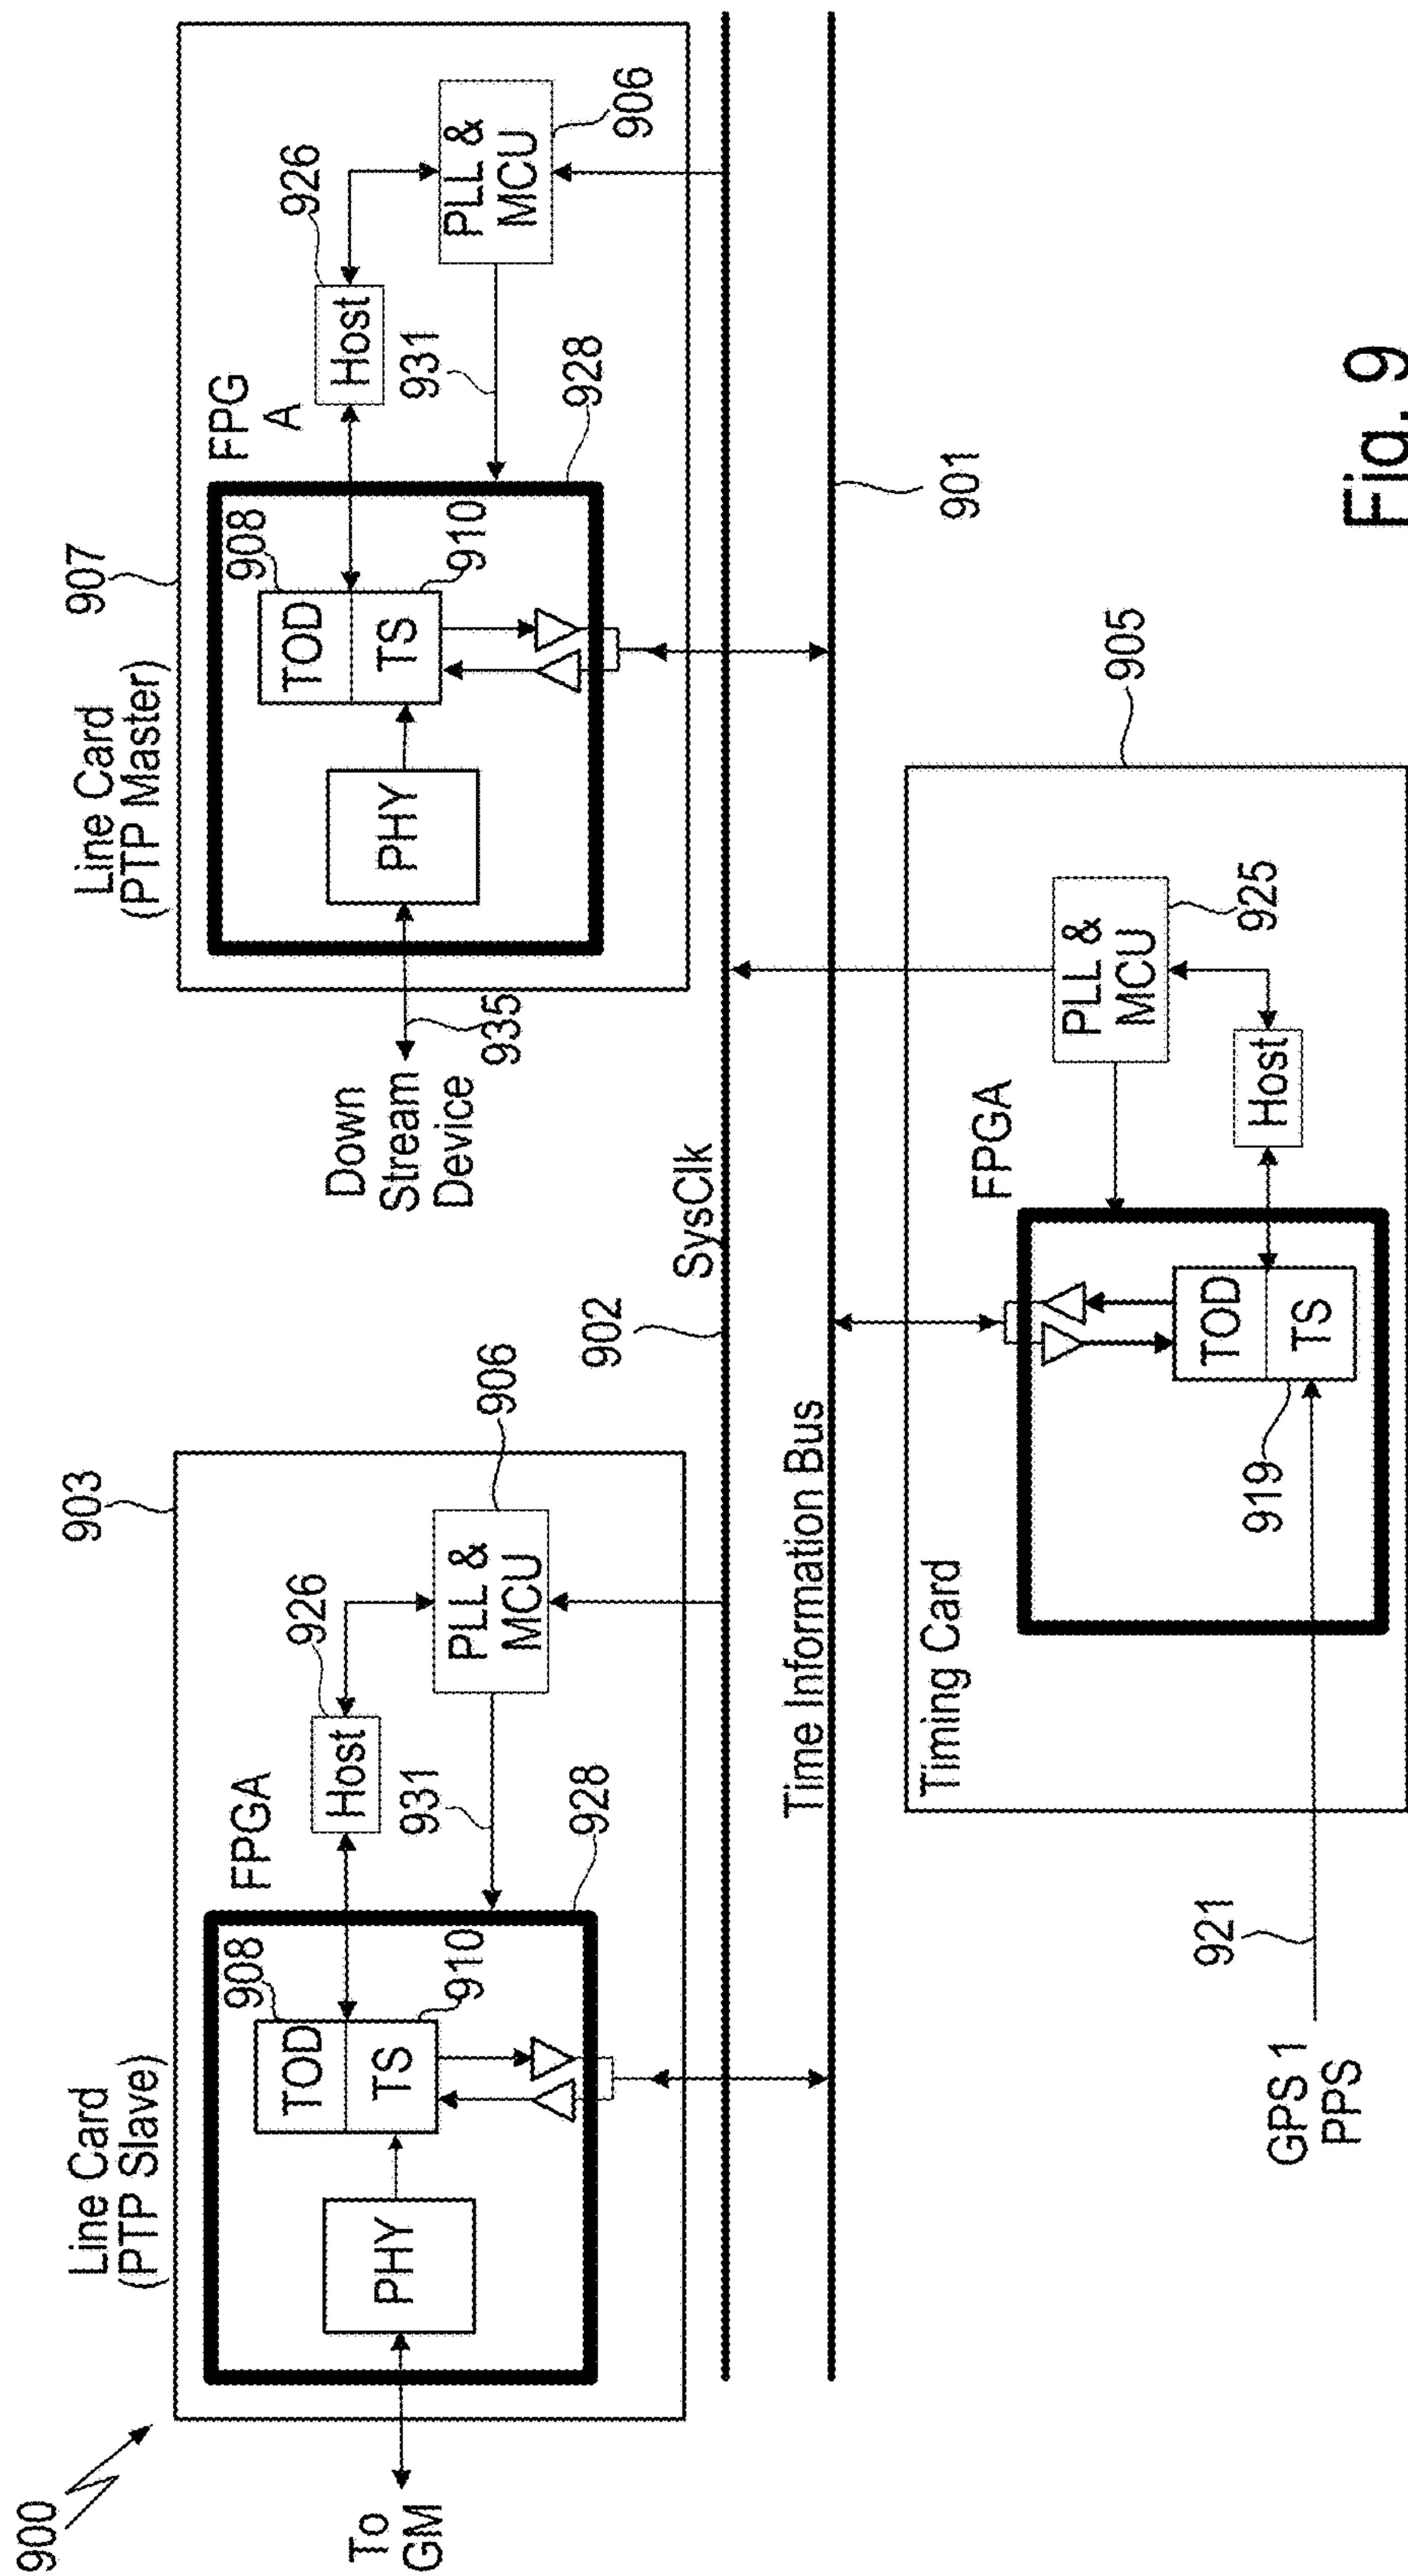 900
Line Card
(PTP Slave)
903
To
GM
PHY
908
TOD
TS
910
FPGA
926
Host
931
928
PLL &
MCU
906
Line Card
(PTP Master)
907
Down
Stream
Device
935
PHY
908
TOD
TS
910
FPG
A
926
Host
931
928
PLL &
MCU
906
902
SysClk
Time Information Bus
901
Timing Card
905
GPS 1
PPS
921
919
TOD
TS
FPGA
Host
PLL &
MCU
925
Fig. 9